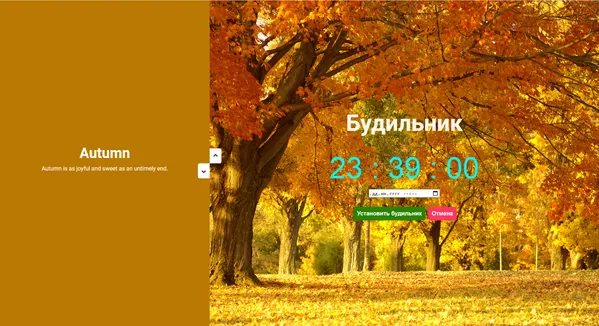 Autumn
Autumn is as joyful and sweet as an untimely end.
Будильник
23 : 39 : 00
дд.мм.гггг --:--
Установить будильник
Отмена